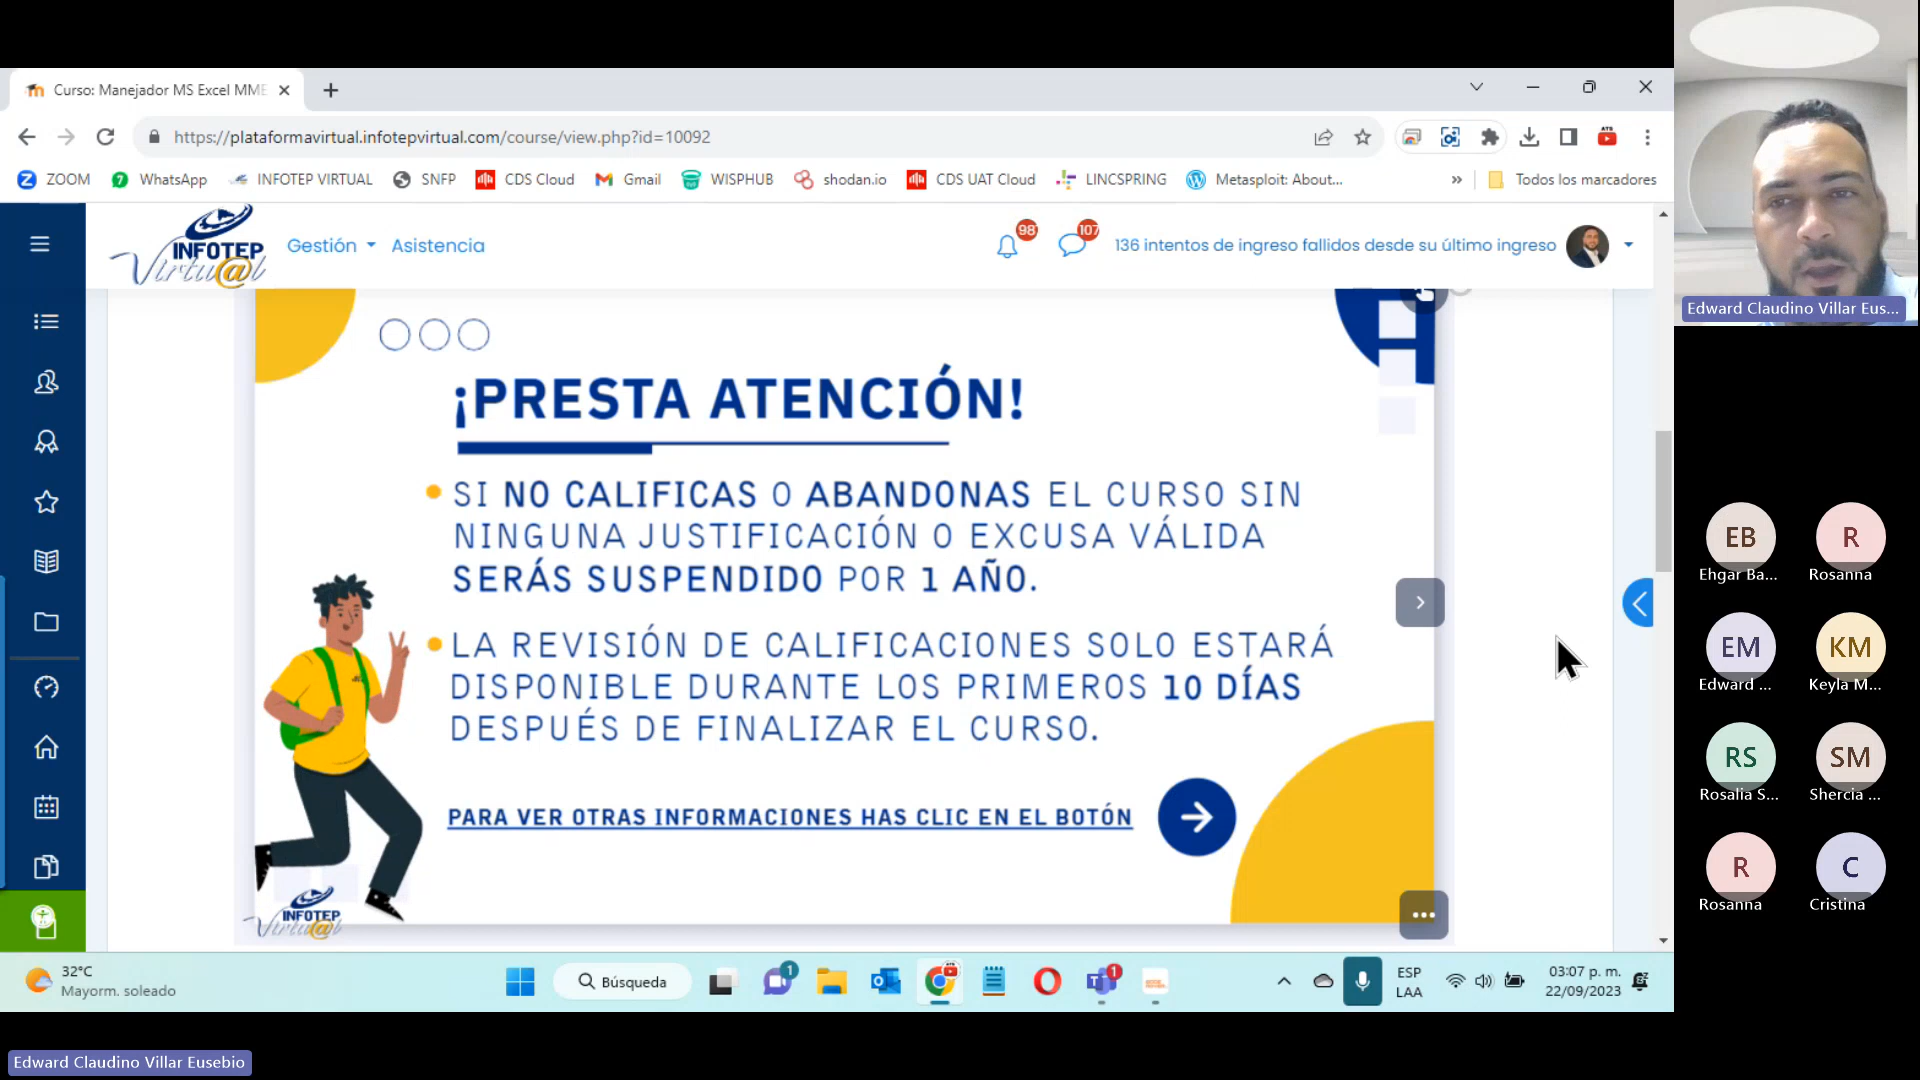 Curso: Manejador MS Excel MME
https://plataformavirtual.infotepvirtual.com/course/view.php?id=10092
ZOOM
WhatsApp
INFOTEP VIRTUAL
SNFP
CDS Cloud
Gmail
WISPHUB
shodan.io
CDS UAT Cloud
LINCSPRING
Metasploit: About...
»
Todos los marcadores
INFOTEP
Virtu@l
Gestión
Asistencia
98
107
136 intentos de ingreso fallidos desde su último ingreso
Edward Claudino Villar Eus...
¡PRESTA ATENCIÓN!
SI NO CALIFICAS O ABANDONAS EL CURSO SIN
NINGUNA JUSTIFICACIÓN O EXCUSA VÁLIDA
SERÁS SUSPENDIDO POR 1 AÑO.
LA REVISIÓN DE CALIFICACIONES SOLO ESTARÁ
DISPONIBLE DURANTE LOS PRIMEROS 10 DÍAS
DESPUÉS DE FINALIZAR EL CURSO.
PARA VER OTRAS INFORMACIONES HAS CLIC EN EL BOTÓN
INFOTEP
Virtu@l
EB
Ehgar Ba...
R
Rosanna
EM
Edward ...
KM
Keyla M...
RS
Rosalia S...
SM
Shercia ...
R
Rosanna
C
Cristina
32°C
Mayorm. soleado
Búsqueda
1
1
ESP
LAA
03:07 p. m.
22/09/2023
Edward Claudino Villar Eusebio